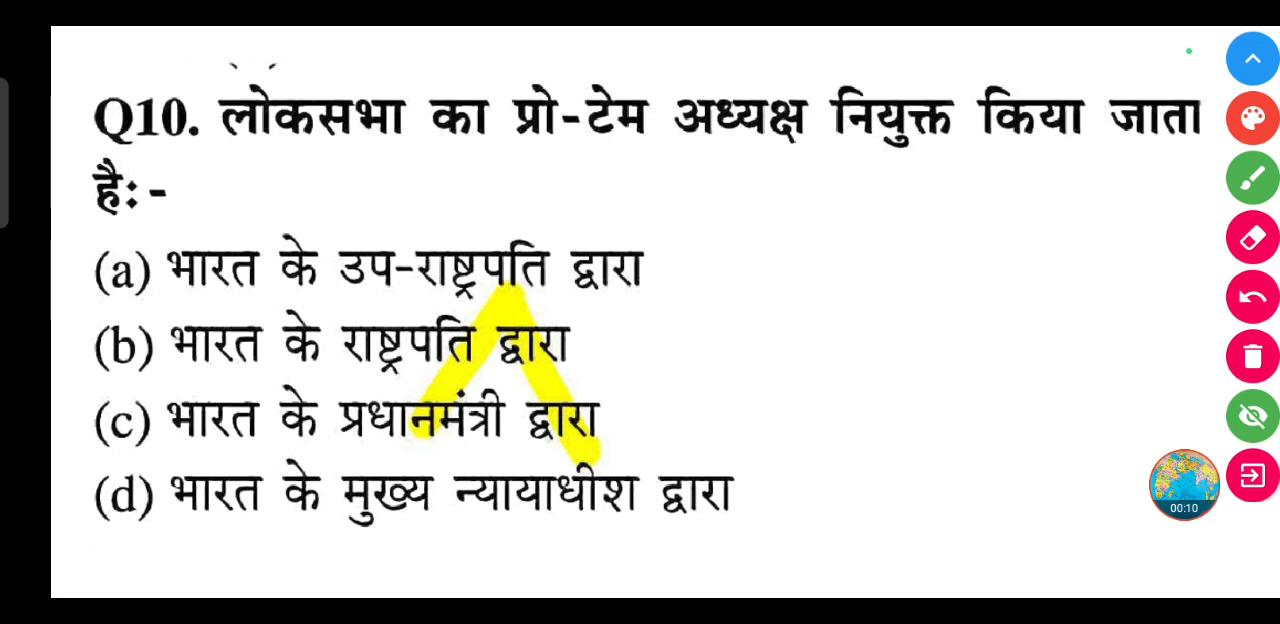 Q10. लोकसभा का प्रो-टेम अध्यक्ष नियुक्त किया जाता
है: -
(a) भारत के उप-राष्ट्रपति द्वारा
(b) भारत के राष्ट्रपति द्वारा
(c) भारत के प्रधानमंत्री द्वारा
(d) भारत के मुख्य न्यायाधीश द्वारा
00:10